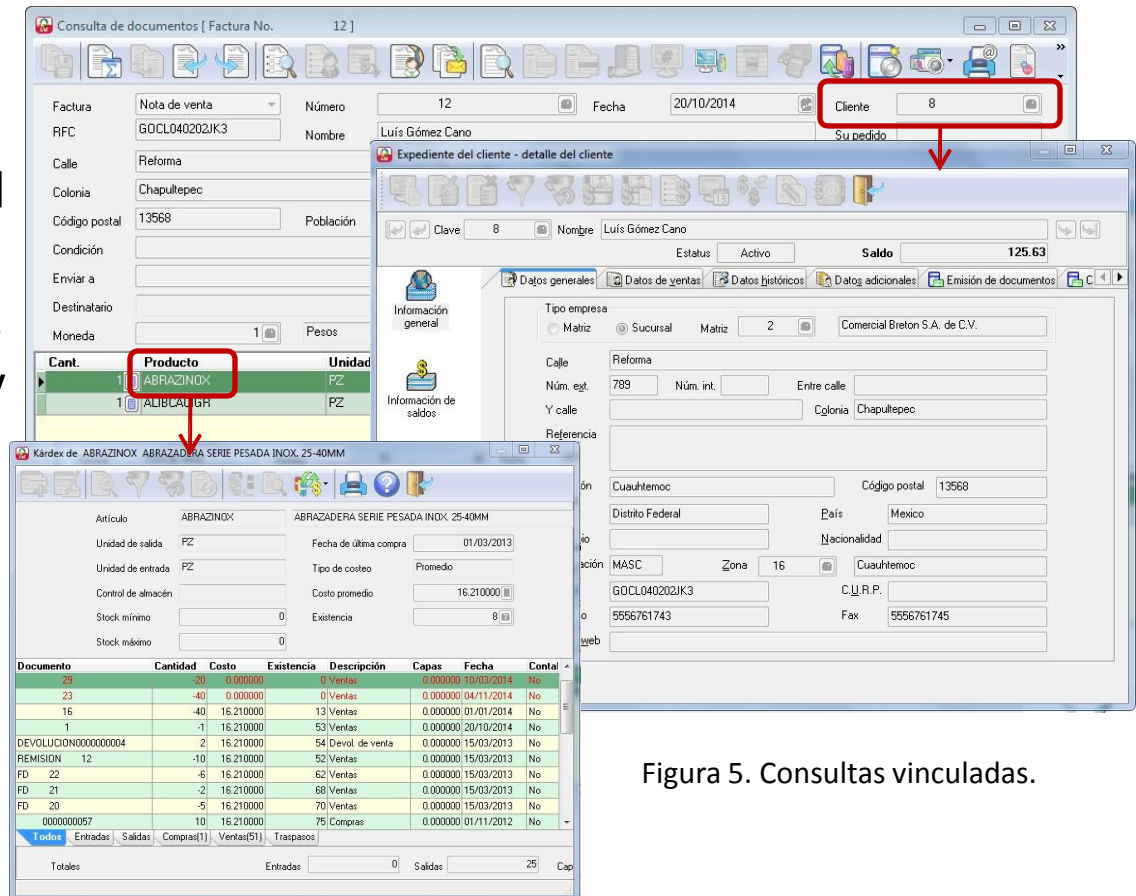 Consulta de documentos [ Factura No. 12 ]
Factura Nota de venta Número 12 Fecha 20/10/2014 Cliente 8
RFC GOCL040202JK3 Nombre Luís Gómez Cano Su pedido
Calle Reforma
Colonia Chapultepec
Código postal 13568 Población
Condición
Enviar a
Destinatario
Moneda 1 Pesos
Cant. Producto Unidad
1 ABRAZINOX PZ
1 ALIBCAUIGR PZ
Expediente del cliente - detalle del cliente
Clave 8 Nombre Luís Gómez Cano
Estatus Activo Saldo 125.63
Información general
Información de saldos
Datos generales Datos de ventas Datos históricos Datos adicionales Emisión de documentos C
Tipo empresa
Matriz Sucursal Matriz 2 Comercial Breton S.A. de C.V.
Calle Reforma
Núm. ext. 789 Núm. int. Entre calle
Y calle Colonia Chapultepec
Referencia
ón Cuauhtemoc Código postal 13568
Distrito Federal País Mexico
io Nacionalidad
ación MASC Zona 16 Cuauhtemoc
GOCL040202JK3 C.U.R.P.
o 5556761743 Fax 5556761745
web
Kárdex de ABRAZINOX ABRAZADERA SERIE PESADA INOX. 25-40MM
Artículo ABRAZINOX ABRAZADERA SERIE PESADA INOX. 25-40MM
Unidad de salida PZ Fecha de última compra 01/03/2013
Unidad de entrada PZ Tipo de costeo Promedio
Control de almacén Costo promedio 16.210000
Stock mínimo 0 Existencia 8
Stock máximo 0
Documento Cantidad Costo Existencia Descripción Capas Fecha Contal
29 -20 0.000000 0 Ventas 0.000000 10/03/2014 No
23 -40 0.000000 0 Ventas 0.000000 04/11/2014 No
16 -40 16.210000 13 Ventas 0.000000 01/01/2014 No
1 -1 16.210000 53 Ventas 0.000000 20/10/2014 No
DEVOLUCION0000000004 2 16.210000 54 Devol. de venta 0.000000 15/03/2013 No
REMISION 12 -10 16.210000 52 Ventas 0.000000 15/03/2013 No
FD 22 -6 16.210000 62 Ventas 0.000000 15/03/2013 No
FD 21 -2 16.210000 68 Ventas 0.000000 15/03/2013 No
FD 20 -5 16.210000 70 Ventas 0.000000 15/03/2013 No
0000000057 10 16.210000 75 Compras 0.000000 01/11/2012 No
Todos Entradas Salidas Compras(1) Ventas(51) Traspasos
Totales Entradas 0 Salidas 25 Cap
Figura 5. Consultas vinculadas.